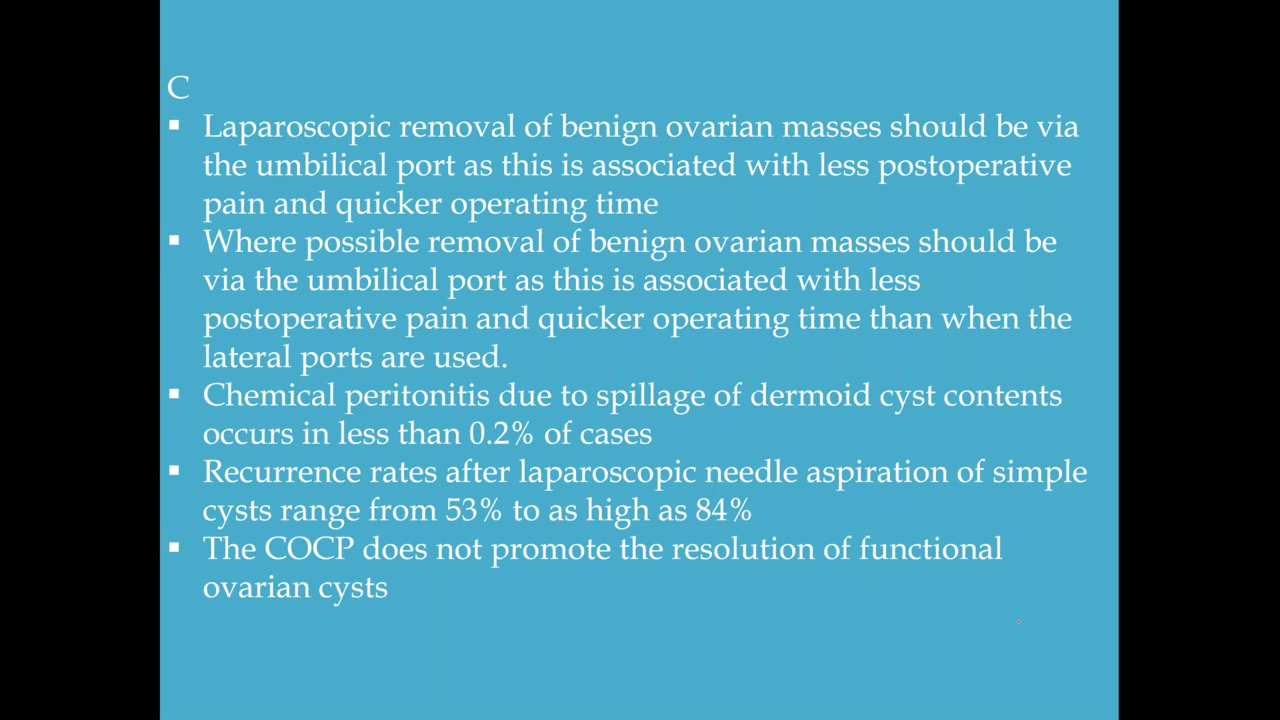 C
▪ Laparoscopic removal of benign ovarian masses should be via
the umbilical port as this is associated with less postoperative
pain and quicker operating time
▪ Where possible removal of benign ovarian masses should be
via the umbilical port as this is associated with less
postoperative pain and quicker operating time than when the
lateral ports are used.
▪ Chemical peritonitis due to spillage of dermoid cyst contents
occurs in less than 0.2% of cases
▪ Recurrence rates after laparoscopic needle aspiration of simple
cysts range from 53% to as high as 84%
▪ The COCP does not promote the resolution of functional
ovarian cysts